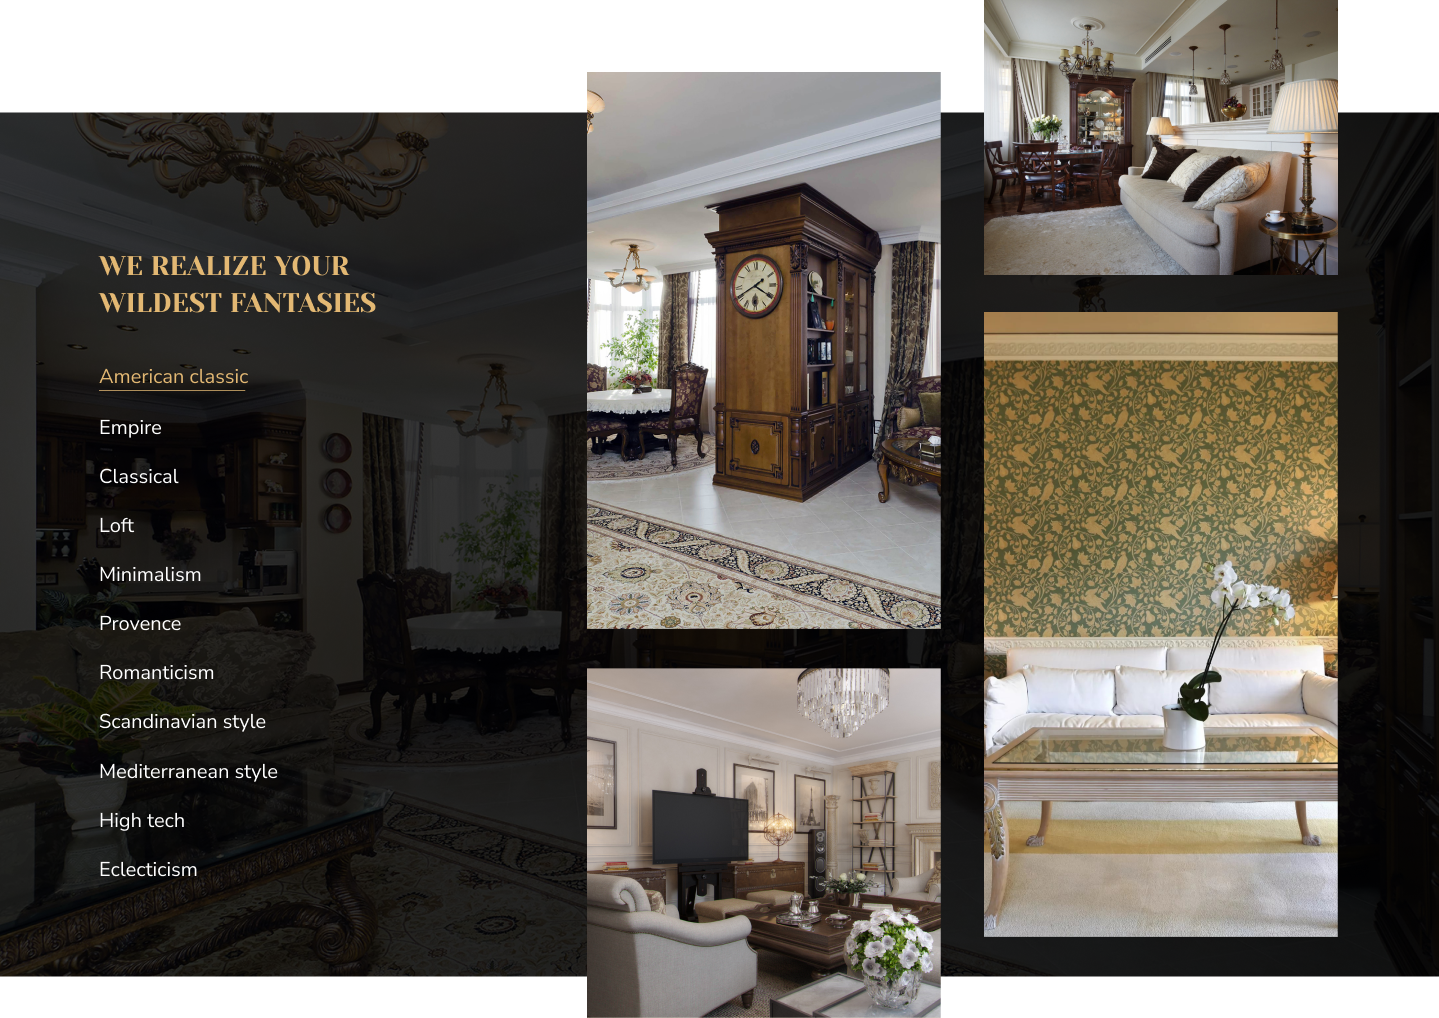 WE REALIZE YOUR
WILDEST FANTASIES
American classic
Empire
Classical
Loft
Minimalism
Provence
Romanticism
Scandinavian style
Mediterranean style
High tech
Eclecticism